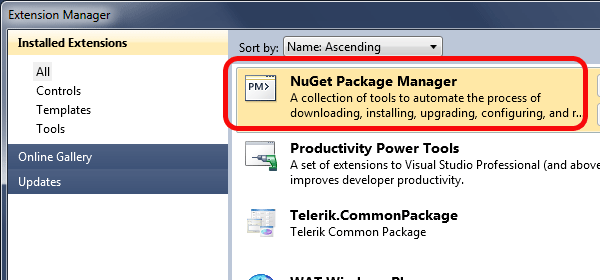 Extension Manager
Installed Extensions
All
Controls
Templates
Tools
Online Gallery
Updates
Sort by: Name: Ascending
PM>
NuGet Package Manager
A collection of tools to automate the process of
downloading, installing, upgrading, configuring, and r...
Productivity Power Tools
A set of extensions to Visual Studio Professional (and above
improves developer productivity.
Telerik.CommonPackage
Telerik Common Package